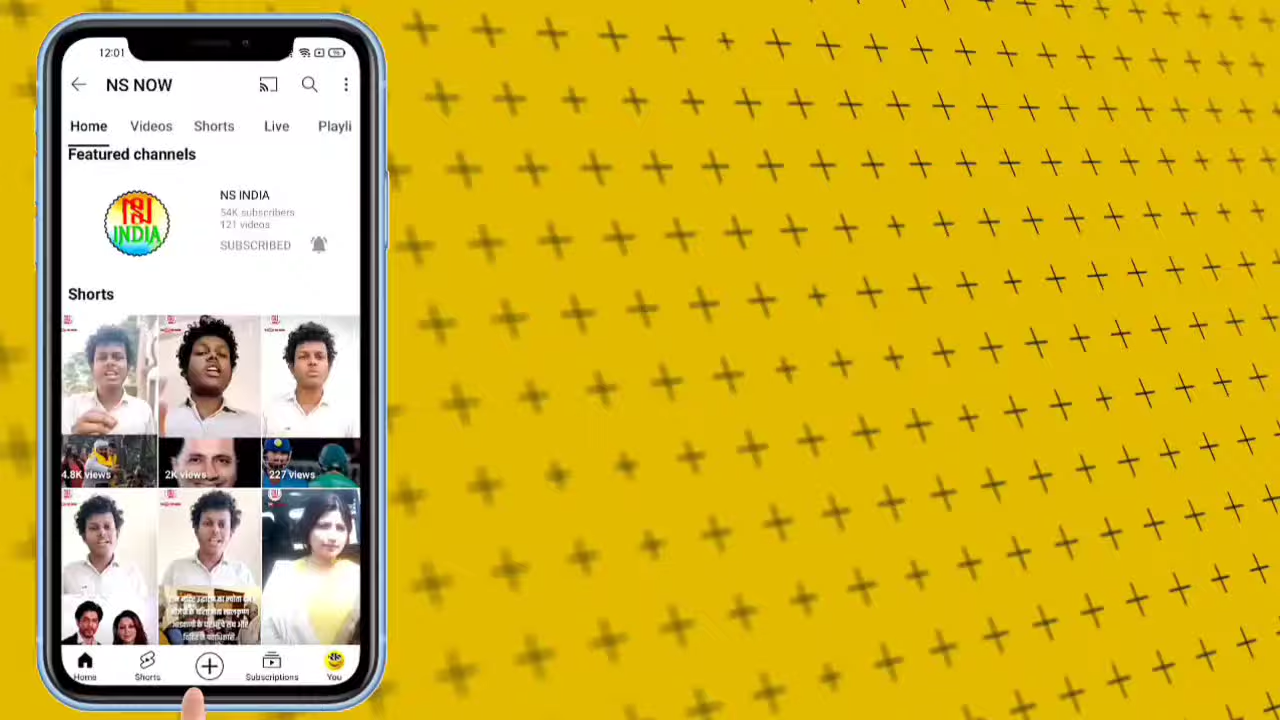 12:01
NS NOW
Home Videos Shorts Live Playli
Featured channels
INDIA
NS INDIA
54K subscribers
121 videos
SUBSCRIBED
Shorts
4.8K views
2K views
227 views
Home
Shorts
Subscriptions
You